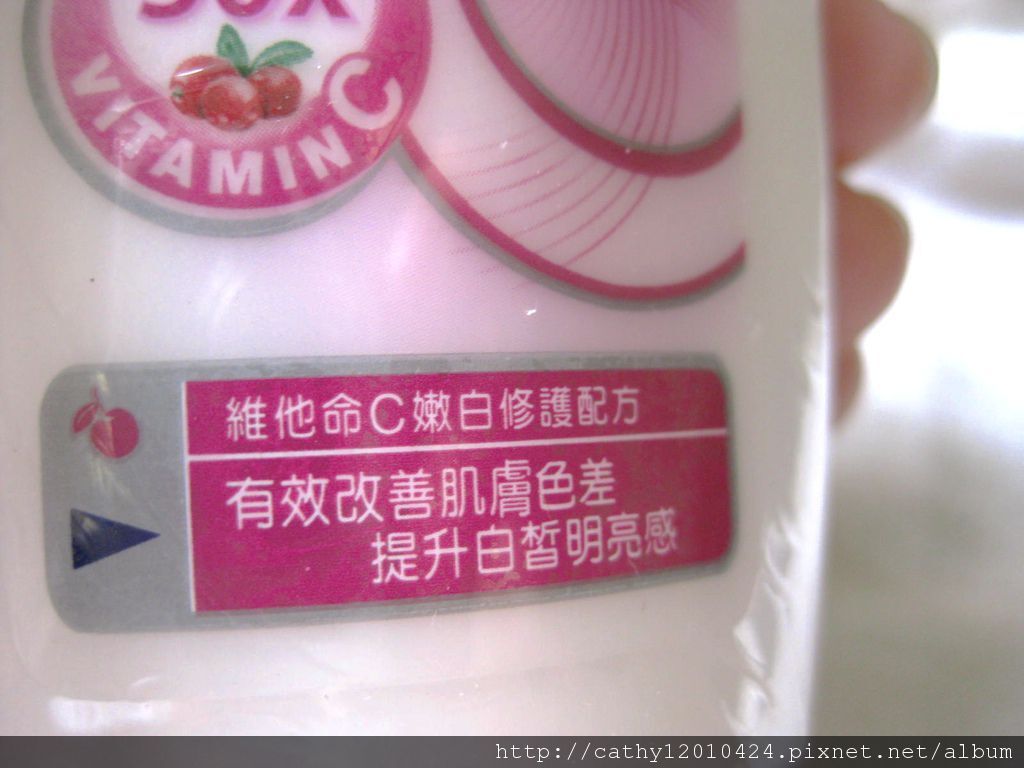 VITAMIN C
維他命C嫩白修護配方
有效改善肌膚色差
提升白皙明亮感
http://cathy12010424.pixnet.net/album